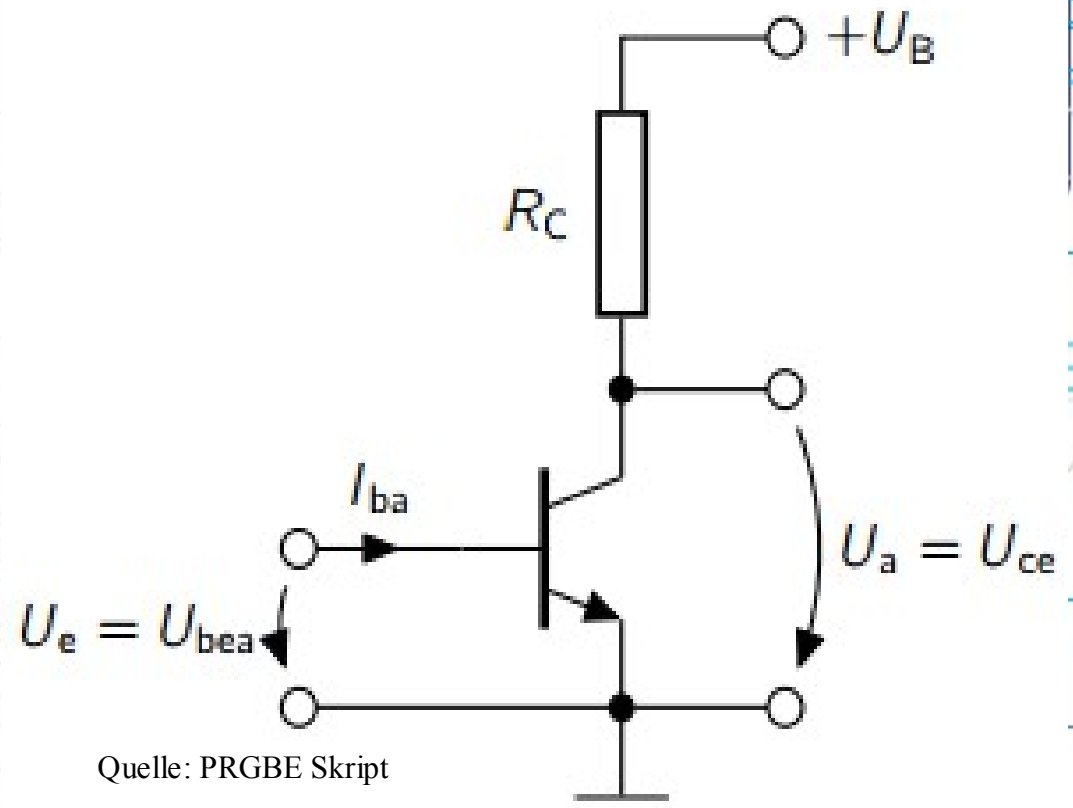 +U_B
R_C
I_ba
U_a = U_ce
U_e = U_bea
Quelle: PRGBE Skript